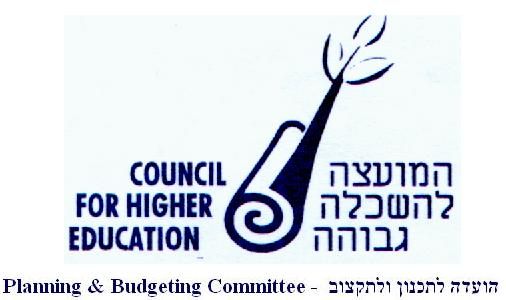 COUNCIL
FOR HIGHER
EDUCATION
המועצה
להשכלה
גבוהה
Planning & Budgeting Committee - הועדה לתכנון ולתקצוב